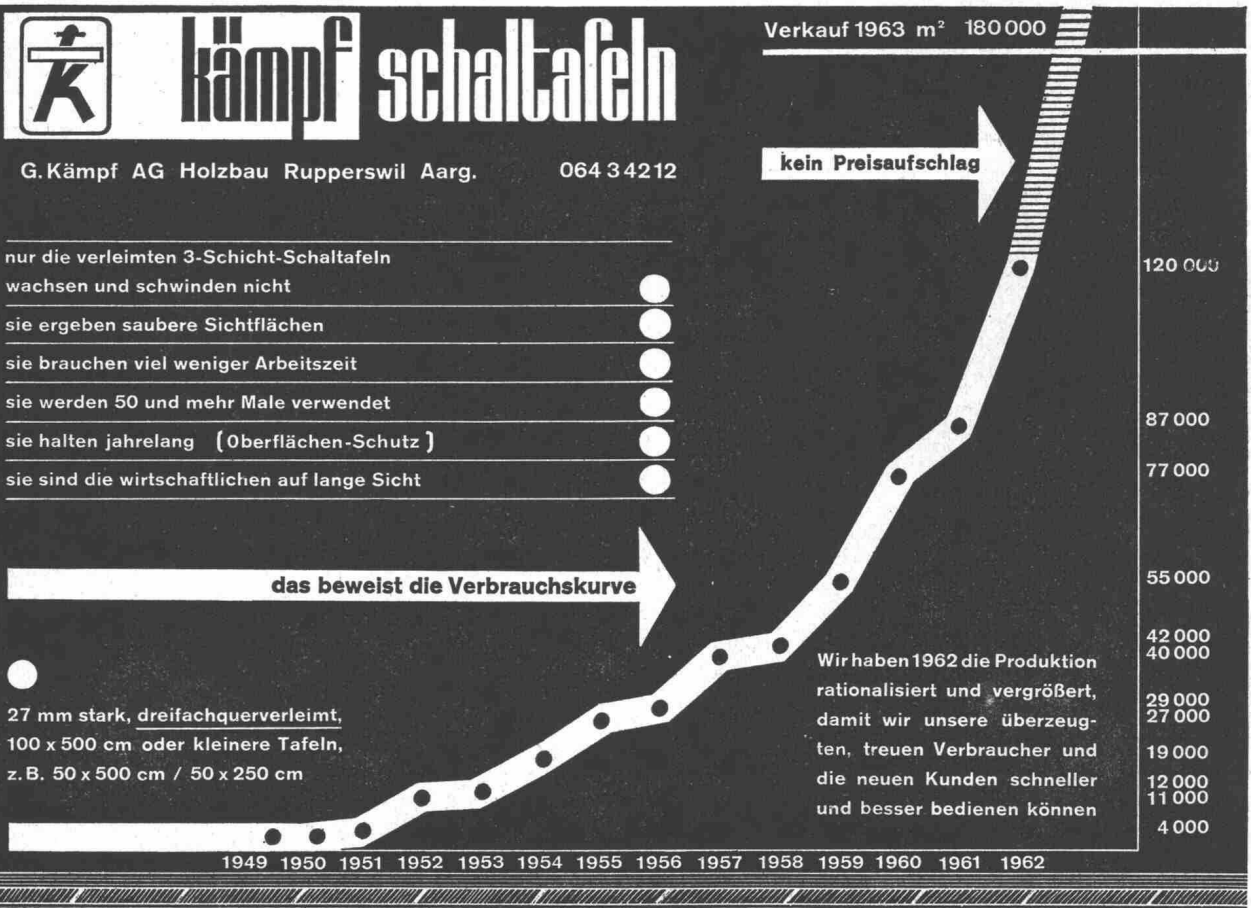 kämpf schaltafeln
G. Kämpf AG Holzbau Rupperswil Aarg. 064 3 42 12
nur die verleimten 3-Schicht-Schaltafeln
wachsen und schwinden nicht
sie ergeben saubere Sichtflächen
sie brauchen viel weniger Arbeitszeit
sie werden 50 und mehr Male verwendet
sie halten jahrelang (Oberflächen-Schutz)
sie sind die wirtschaftlichen auf lange Sicht
das beweist die Verbrauchskurve
27 mm stark, dreifachquerverleimt,
100 x 500 cm oder kleinere Tafeln,
z. B. 50 x 500 cm / 50 x 250 cm
Verkauf 1963 m² 180 000
kein Preisaufschlag
120 000
87 000
77 000
55 000
42 000
40 000
29 000
27 000
19 000
12 000
11 000
4 000
Wir haben 1962 die Produktion
rationalisiert und vergrößert,
damit wir unsere überzeug-
ten, treuen Verbraucher und
die neuen Kunden schneller
und besser bedienen können
1949 1950 1951 1952 1953 1954 1955 1956 1957 1958 1959 1960 1961 1962